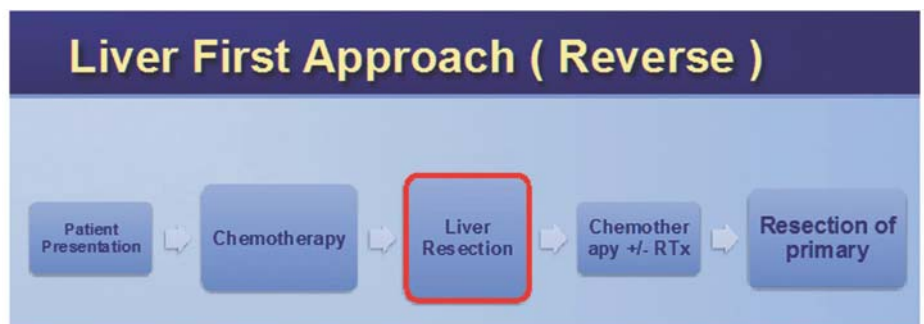 Liver First Approach ( Reverse )
Patient
Presentation
Chemotherapy
Liver
Resection
Chemother
apy +/- RTx
Resection of
primary